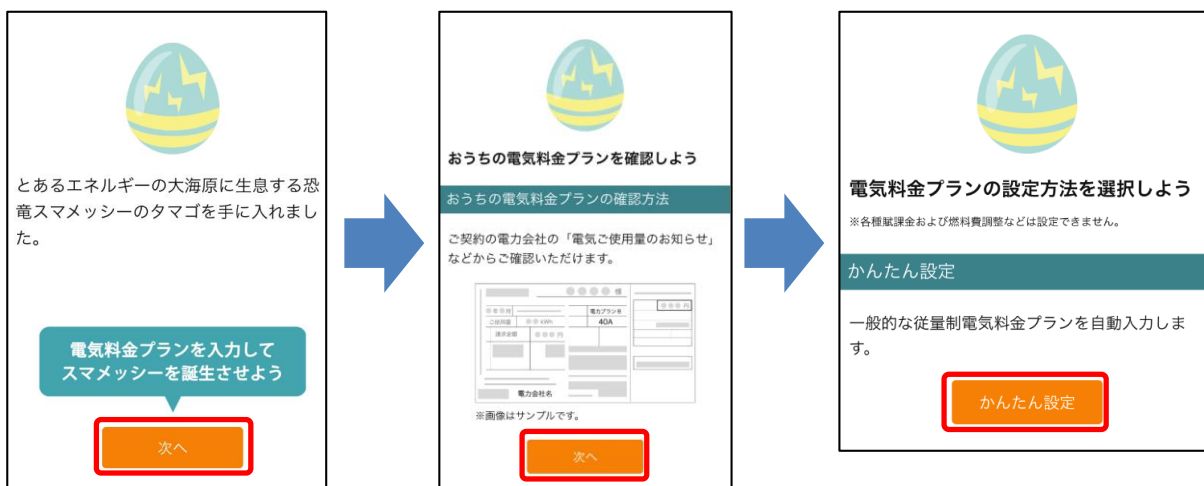 とあるエネルギーの大海原に生息する恐
竜スマメッシーのタマゴを手に入れまし
た。
電気料金プランを入力して
スマメッシーを誕生させよう
次へ
おうちの電気料金プランを確認しよう
おうちの電気料金プランの確認方法
ご契約の電力会社の「電気ご使用量のお知らせ」
などからご確認いただけます。
様
電力プラン名
40A
ご使用量 kWh
請求金額 円
円
電力会社名
※画像はサンプルです。
次へ
電気料金プランの設定方法を選択しよう
※各種賦課金および燃料費調整などは設定できません。
かんたん設定
一般的な従量制電気料金プランを自動入力しま
す。
かんたん設定